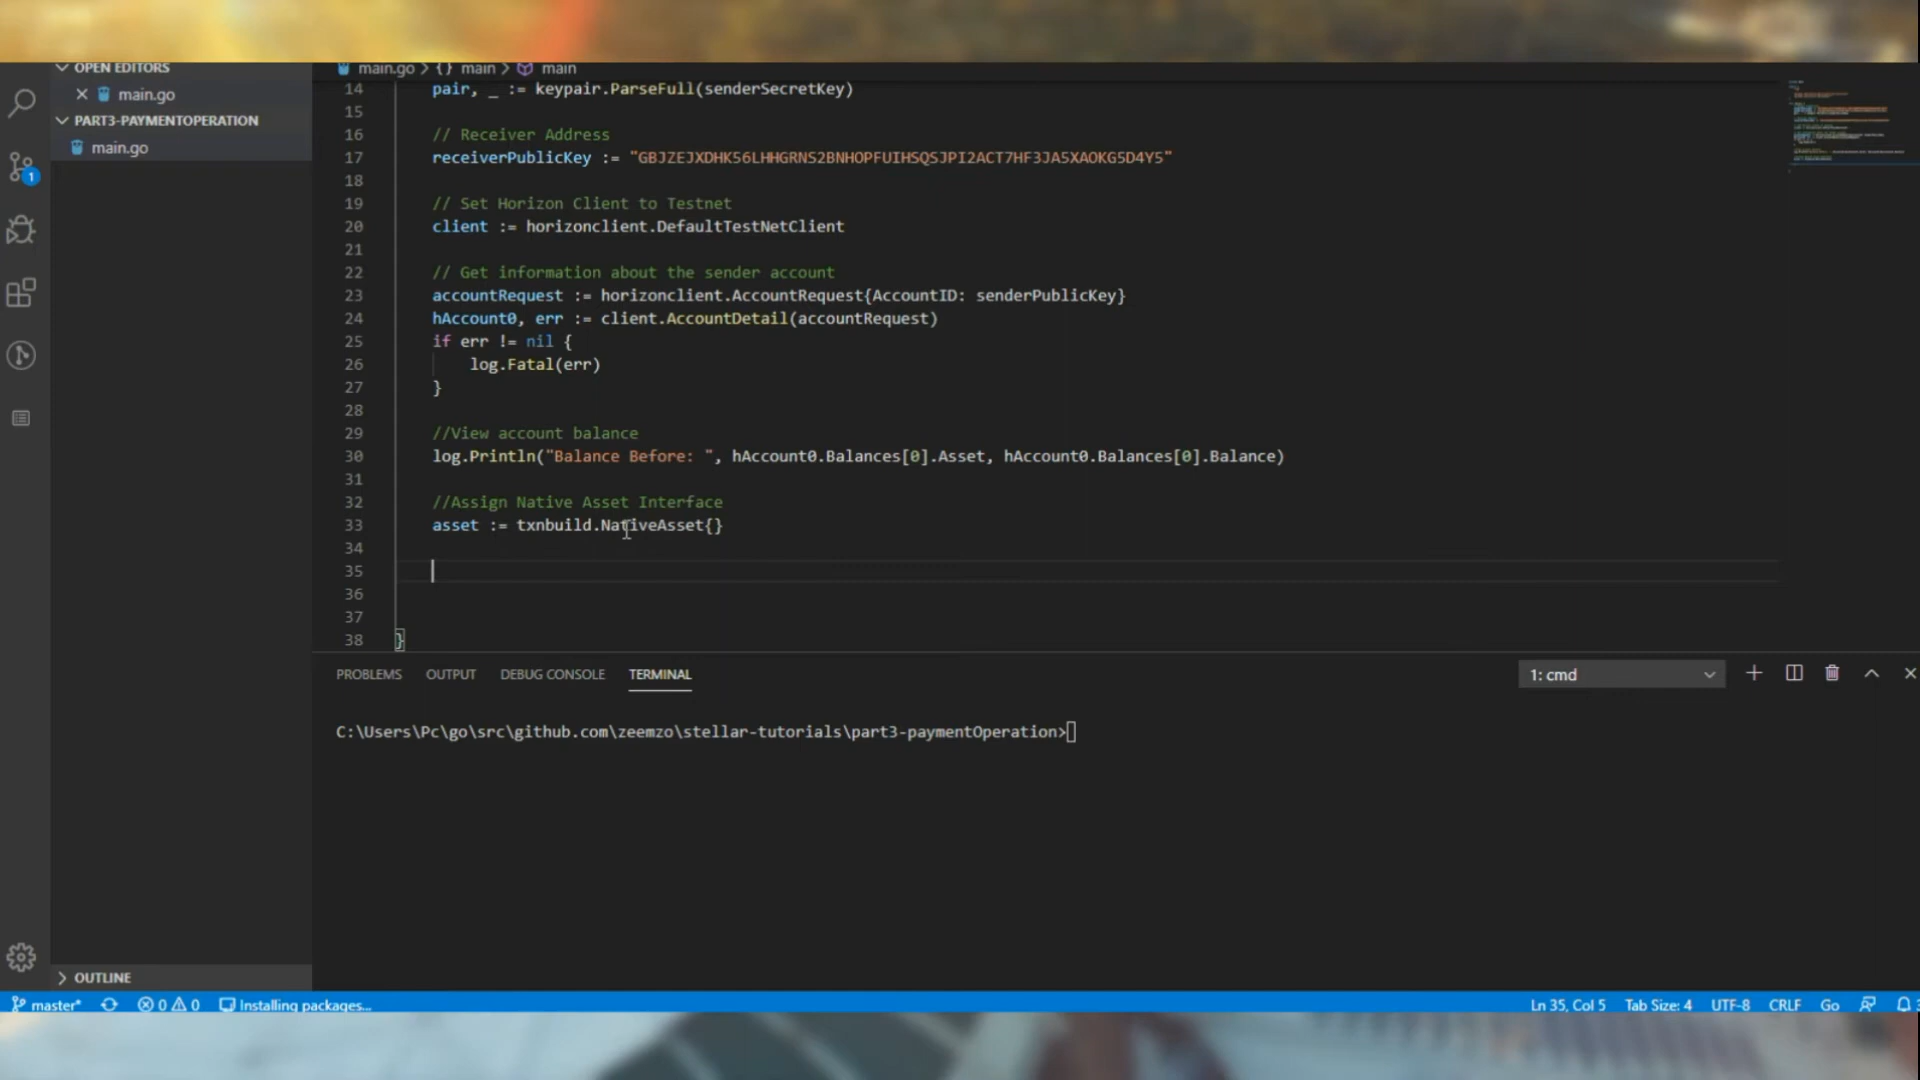 OPEN EDITORS
main.go
PART3-PAYMENTOPERATION
main.go
OUTLINE
main.go > {} main > main
14 pair, _ := keypair.ParseFull(senderSecretKey)
15
16 // Receiver Address
17 receiverPublicKey := "GBJZEJXDHK56LHHGRNS2BNHOPFUIHSQSJPI2ACT7HF3JA5XAOKG5D4Y5"
18
19 // Set Horizon Client to Testnet
20 client := horizonclient.DefaultTestNetClient
21
22 // Get information about the sender account
23 accountRequest := horizonclient.AccountRequest{AccountID: senderPublicKey}
24 hAccount0, err := client.AccountDetail(accountRequest)
25 if err != nil {
26 log.Fatal(err)
27 }
28
29 //View account balance
30 log.Println("Balance Before: ", hAccount0.Balances[0].Asset, hAccount0.Balances[0].Balance)
31
32 //Assign Native Asset Interface
33 asset := txnbuild.NativeAsset{}
34
35
36
37
38 }
PROBLEMS OUTPUT DEBUG CONSOLE TERMINAL 1: cmd
C:\Users\Pc\go\src\github.com\zeemzo\stellar-tutorials\part3-paymentOperation>
1
master* 0 0 Installing packages... Ln 35, Col 5 Tab Size: 4 UTF-8 CRLF Go